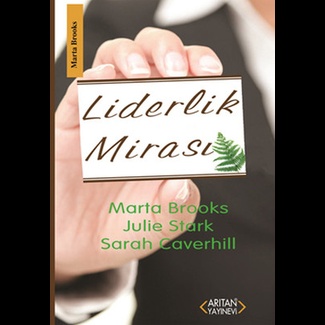 Marta Brooks
Liderlik
Mirası
Marta Brooks
Julie Stark
Sarah Caverhill
ARITAN
YAYINEVİ